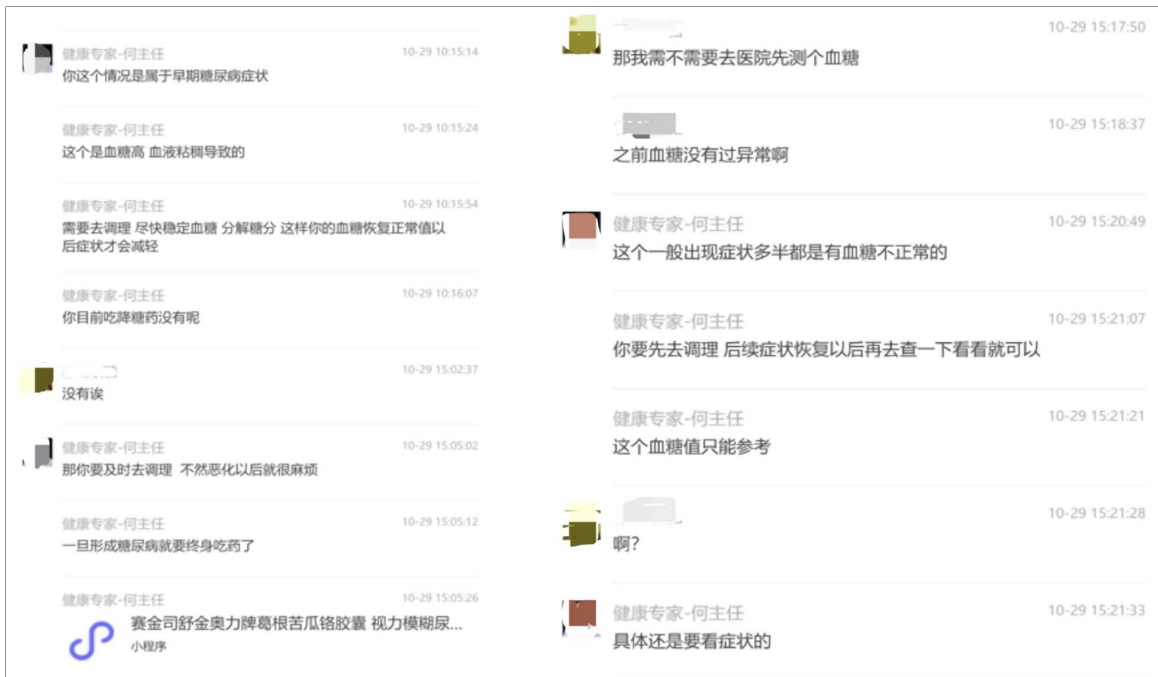 健康专家-何主任 10-29 10:15:14
你这个情况是属于早期糖尿病症状
健康专家-何主任 10-29 10:15:24
这个是血糖高 血液粘稠导致的
健康专家-何主任 10-29 10:15:54
需要去调理 尽快稳定血糖 分解糖分 这样你的血糖恢复正常值以
后症状才会减轻
健康专家-何主任 10-29 10:16:07
你目前吃降糖药没有呢
10-29 15:02:37
没有诶
健康专家-何主任 10-29 15:05:02
那你要及时去调理 不然恶化以后就很麻烦
健康专家-何主任 10-29 15:05:12
一旦形成糖尿病就要终身吃药了
健康专家-何主任 10-29 15:05:26
赛金司舒金奥力牌葛根苦瓜铬胶囊 视力模糊尿...
小程序
10-29 15:17:50
那我需不需要去医院先测个血糖
10-29 15:18:37
之前血糖没有过异常啊
健康专家-何主任 10-29 15:20:49
这个一般出现症状多半都是有血糖不正常的
健康专家-何主任 10-29 15:21:07
你要先去调理 后续症状恢复以后再去查一下看看就可以
健康专家-何主任 10-29 15:21:21
这个血糖值只能参考
10-29 15:21:28
啊?
健康专家-何主任 10-29 15:21:33
具体还是要看症状的